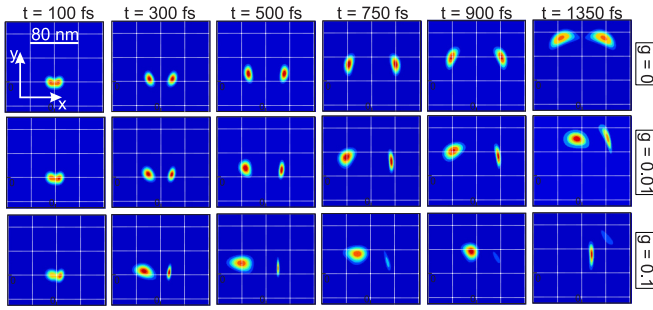 t = 100 fs t = 300 fs t = 500 fs t = 750 fs t = 900 fs t = 1350 fs
80 nm
y
x
g = 0
g = 0.01
g = 0.1